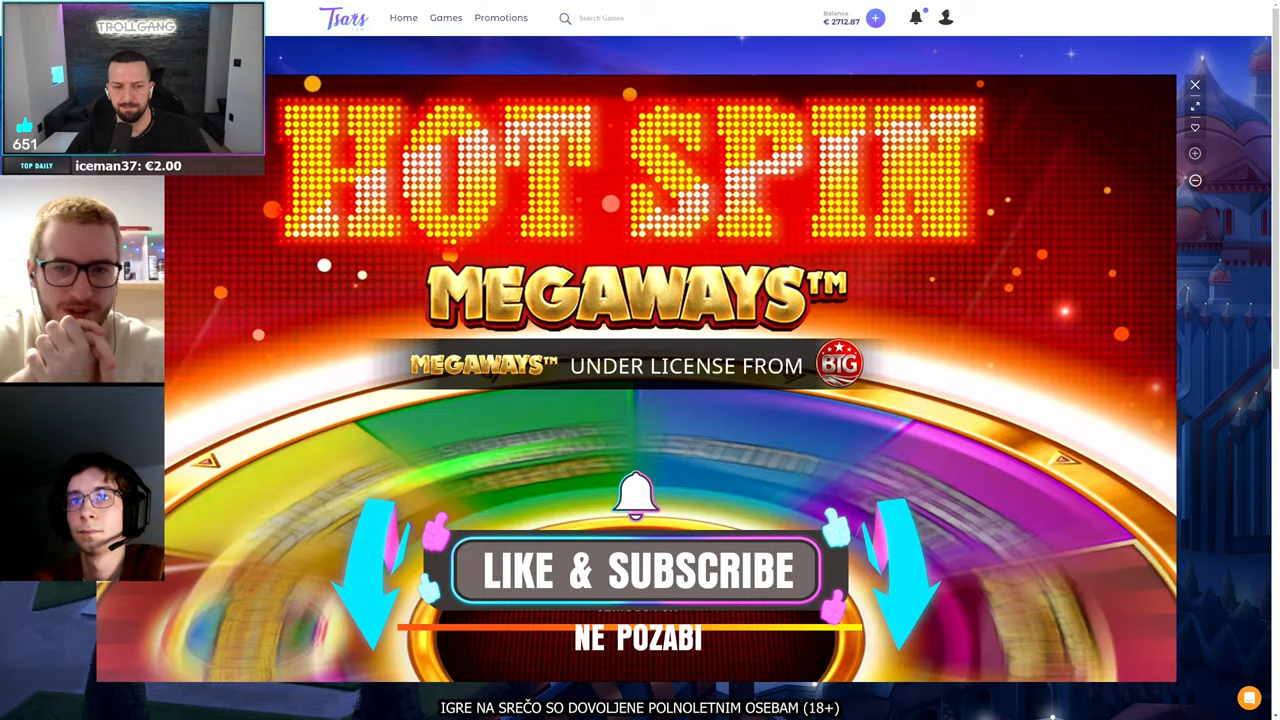 TROLLGANG
651
TOP DAILY
iceman37: €2.00
Tsars
Home
Games
Promotions
Search Games
Balance
€ 2712.87
HOT SPIN
MEGAWAYS™
MEGAWAYS™ UNDER LICENSE FROM BTG
LIKE & SUBSCRIBE
NE POZABI
IGRE NA SREČO SO DOVOLJENE POLNOLETNIM OSEBAM (18+)